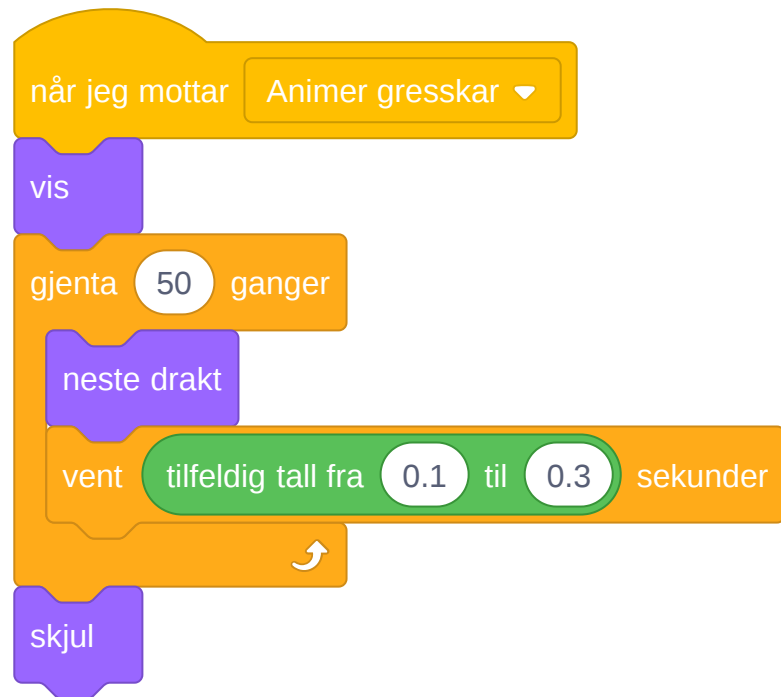 når jeg mottar Animer gresskar
vis
gjenta 50 ganger
neste drakt
vent tilfeldig tall fra 0.1 til 0.3 sekunder
skjul